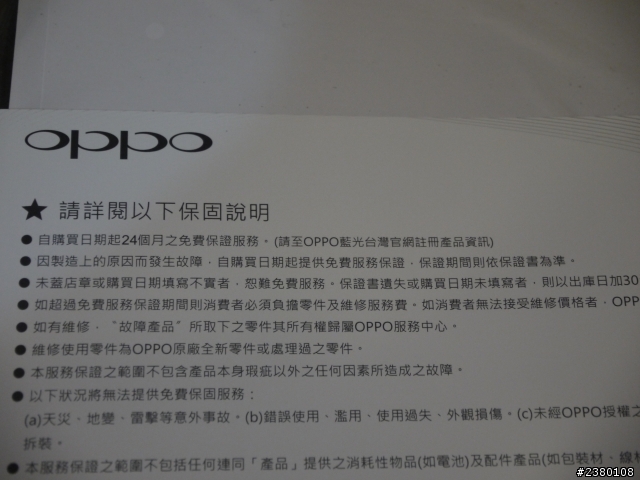 oppo
★ 請詳閱以下保固說明
● 自購買日期起24個月之免費保證服務。(請至OPPO藍光台灣官網註冊產品資訊)
● 因製造上的原因而發生故障，自購買日期起提供免費服務保證，保證期間則依保證書為準。
● 未蓋店章或購買日期填寫不實者，恕難免費服務。保證書遺失或購買日期未填寫者，則以出庫日加30
● 如超過免費服務保證期間則消費者必須負擔零件及維修服務費。如消費者無法接受維修價格者，OPP
● 如有維修，〝故障產品〞所取下之零件其所有權歸屬OPPO服務中心。
● 維修使用零件為OPPO原廠全新零件或處理過之零件。
● 本服務保證之範圍不包含產品本身瑕疵以外之任何因素所造成之故障。
● 以下狀況將無法提供免費保固服務：
(a)天災、地變、雷擊等意外事故。(b)錯誤使用、濫用、使用過失、外觀損傷。(c)未經OPPO授權之
拆裝。
● 本服務保證之範圍不包括任何連同「產品」提供之消耗性物品(如電池)及配件產品(如包裝材、線材
#2380108